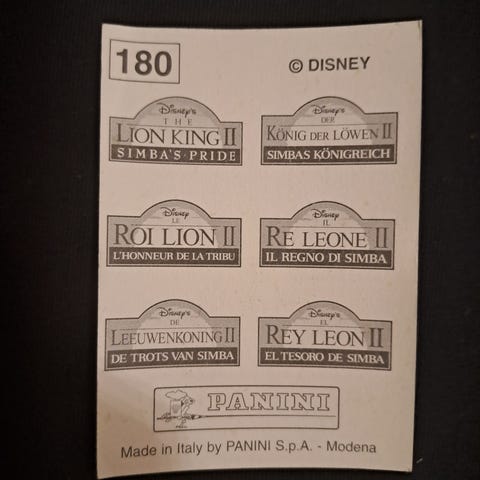 180
© DISNEY
Disney's
THE
LION KING II
SIMBA'S PRIDE
Disney's
DER
KÖNIG DER LÖWEN II
SIMBAS KÖNIGREICH
Disney
LE
ROI LION II
L'HONNEUR DE LA TRIBU
Disney
IL
RE LEONE II
IL REGNO DI SIMBA
Disney's
DE
LEEUWENKONING II
DE TROTS VAN SIMBA
Disney's
EL
REY LEON II
EL TESORO DE SIMBA
PANINI
Made in Italy by PANINI S.p.A. - Modena